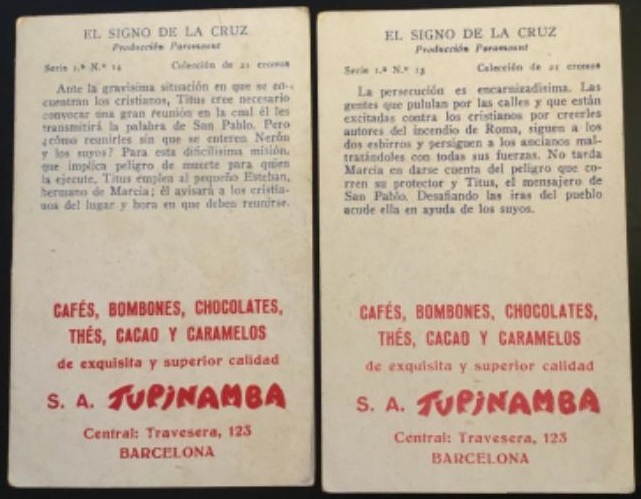 EL SIGNO DE LA CRUZ
Producción Paramount
Serie 1.ª N.º 14 Colección de 21 cromos
Ante la gravísima situación en que se en-
cuentran los cristianos, Titus cree necesario
convocar una gran reunión en la cual él les
transmitirá la palabra de San Pablo. Pero
¿cómo reunirles sin que se enteren Nerón
y los suyos? Para esta dificilísima misión,
que implica peligro de muerte para quien
la ejecute, Titus emplea al pequeño Esteban,
hermano de Marcia; él avisará a los cristia-
nos del lugar y hora en que deben reunirse.
CAFÉS, BOMBONES, CHOCOLATES,
THÉS, CACAO Y CARAMELOS
de exquisita y superior calidad
S. A. TUPINAMBA
Central: Travesera, 123
BARCELONA
EL SIGNO DE LA CRUZ
Producción Paramount
Serie 1.ª N.º 13 Colección de 21 cromos
La persecución es encarnizadísima. Las
gentes que pululan por las calles y que están
excitadas contra los cristianos por creerles
autores del incendio de Roma, siguen a los
dos esbirros y persiguen a los ancianos mal-
tratándoles con todas sus fuerzas. No tarda
Marcia en darse cuenta del peligro que co-
rren su protector y Titus, el mensajero de
San Pablo. Desafiando las iras del pueblo
acude ella en ayuda de los suyos.
CAFÉS, BOMBONES, CHOCOLATES,
THÉS, CACAO Y CARAMELOS
de exquisita y superior calidad
S. A. TUPINAMBA
Central: Travesera, 123
BARCELONA